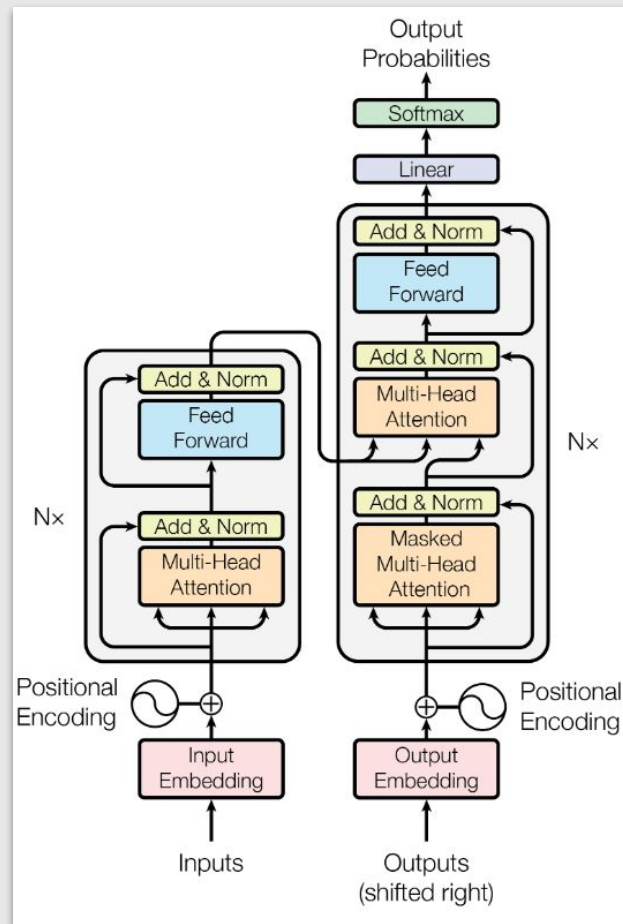 Output
Probabilities
Softmax
Linear
Add & Norm
Feed
Forward
Add & Norm
Multi-Head
Attention
Add & Norm
Masked
Multi-Head
Attention
N×
Add & Norm
Feed
Forward
Add & Norm
Multi-Head
Attention
N×
Positional
Encoding
Positional
Encoding
Input
Embedding
Output
Embedding
Inputs
Outputs
(shifted right)